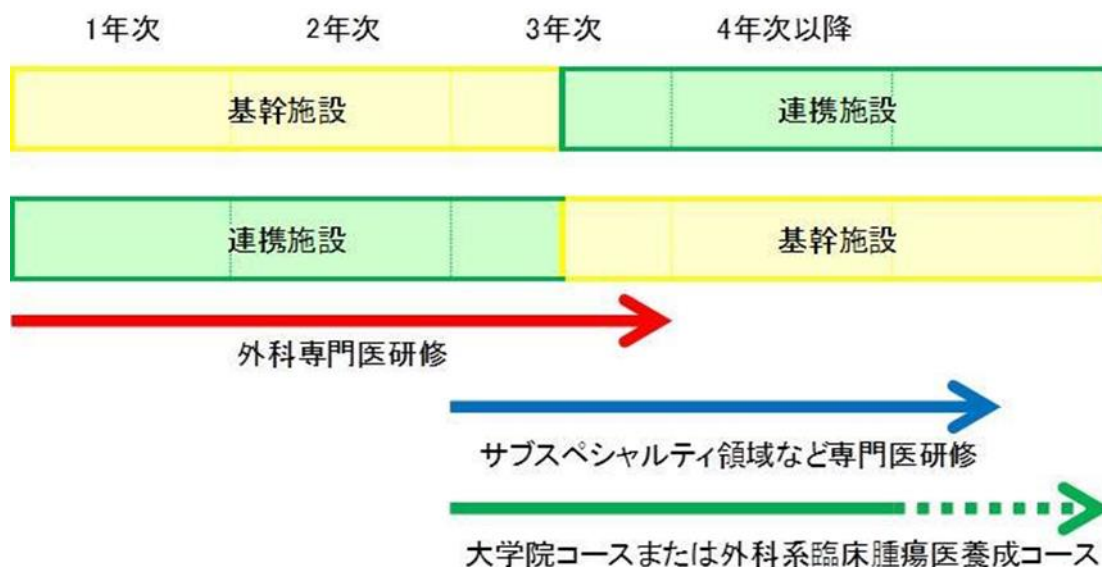 1年次 2年次 3年次 4年次以降
基幹施設 連携施設
連携施設 基幹施設
外科専門医研修
サブスペシャルティ領域など専門医研修
大学院コースまたは外科系臨床腫瘍医養成コース